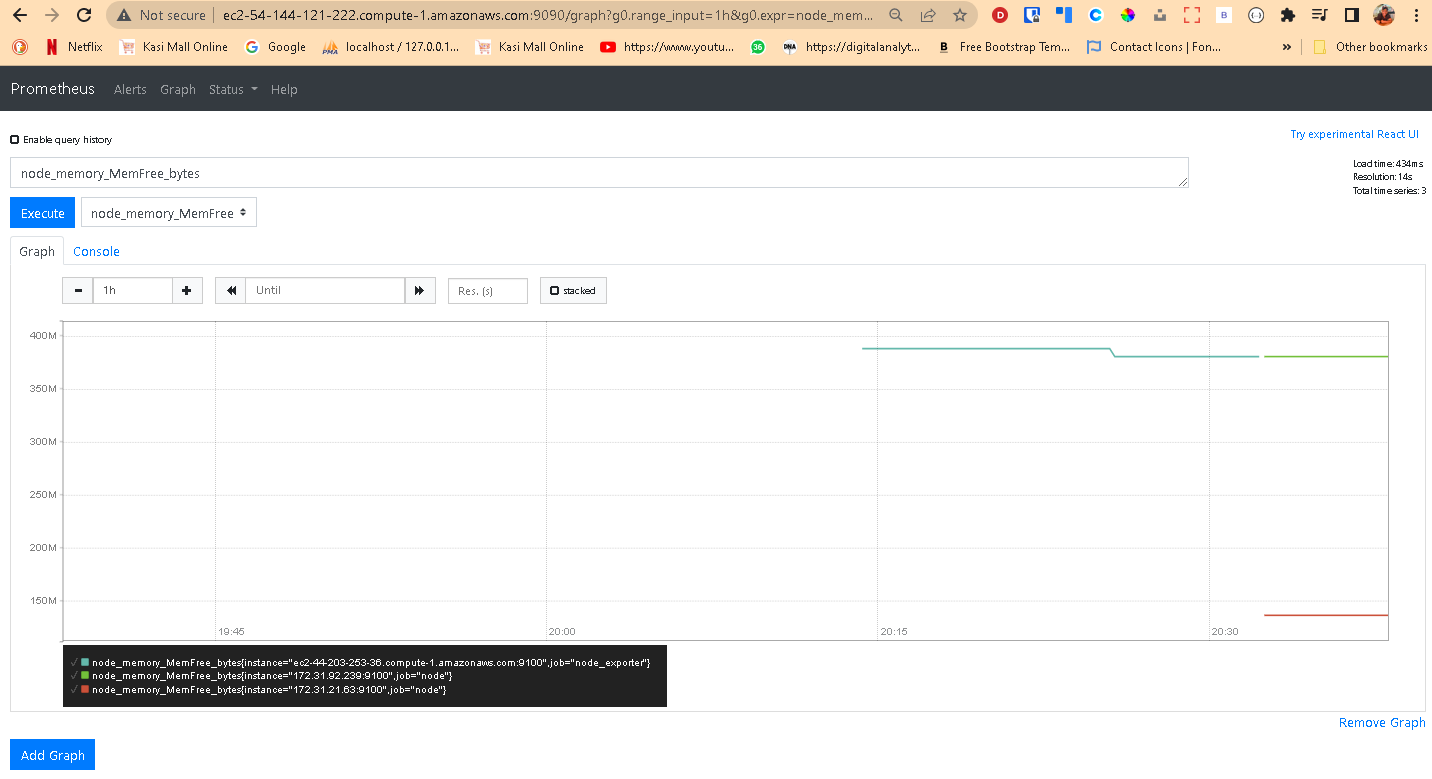 Not secure
ec2-54-144-121-222.compute-1.amazonaws.com:9090/graph?g0.range_input=1h&g0.expr=node_mem...
Netflix
Kasi Mall Online
Google
PMA
localhost / 127.0.0.1...
Kasi Mall Online
https://www.youtu...
36
DNA
https://digitalanalyt...
B
Free Bootstrap Tem...
Contact Icons | Fon...
»
Other bookmarks
Prometheus
Alerts
Graph
Status
Help
Enable query history
Try experimental React UI
node_memory_MemFree_bytes
Load time: 434ms
Resolution: 14s
Total time series: 3
Execute
node_memory_MemFree
Graph
Console
1h
Until
Res. (s)
stacked
400M
350M
300M
250M
200M
150M
19:45
20:00
20:15
20:30
node_memory_MemFree_bytes{instance="ec2-44-203-253-36.compute-1.amazonaws.com:9100",job="node_exporter"}
node_memory_MemFree_bytes{instance="172.31.92.239:9100",job="node"}
node_memory_MemFree_bytes{instance="172.31.21.63:9100",job="node"}
Remove Graph
Add Graph